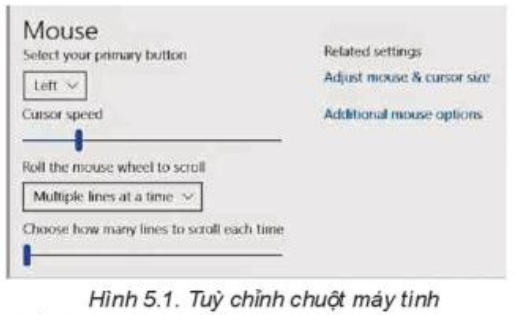 Mouse
Select your primary button
Left
Cursor speed
Roll the mouse wheel to scroll
Multiple lines at a time
Choose how many lines to scroll each time
Related settings
Adjust mouse & cursor size
Additional mouse options
Hình 5.1. Tuỳ chỉnh chuột máy tinh